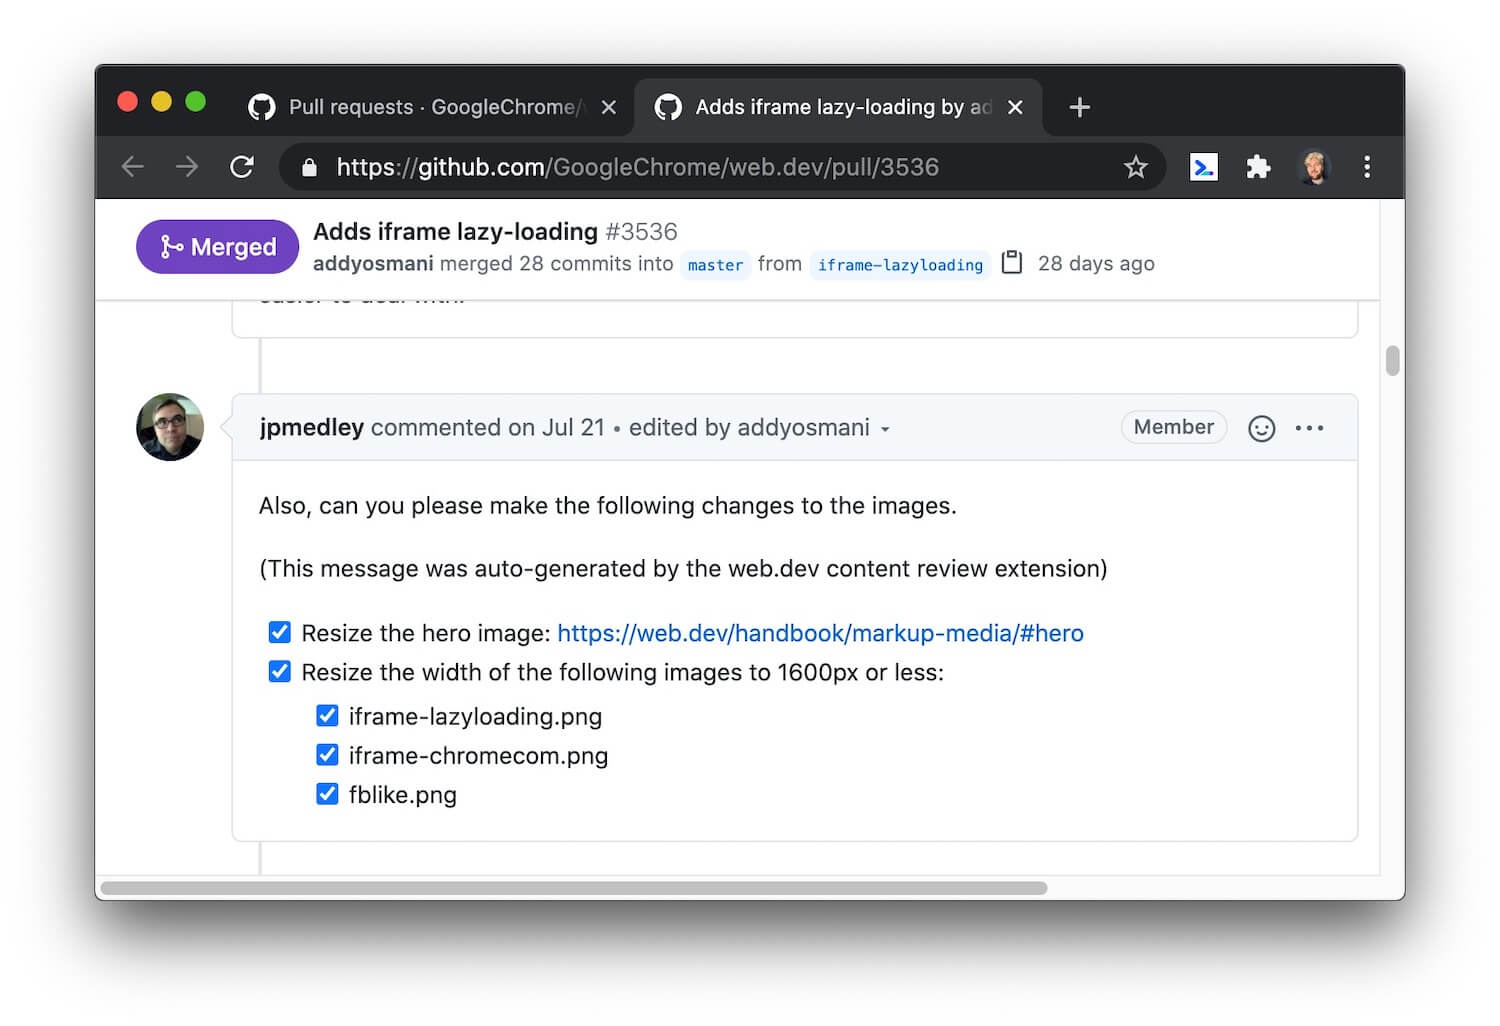 Pull requests · GoogleChrome/
Adds iframe lazy-loading by ad
https://github.com/GoogleChrome/web.dev/pull/3536
Merged
Adds iframe lazy-loading #3536
addyosmani merged 28 commits into master from iframe-lazyloading 28 days ago
jpmedley commented on Jul 21 • edited by addyosmani
Member
Also, can you please make the following changes to the images.
(This message was auto-generated by the web.dev content review extension)
Resize the hero image: https://web.dev/handbook/markup-media/#hero
Resize the width of the following images to 1600px or less:
iframe-lazyloading.png
iframe-chromecom.png
fblike.png